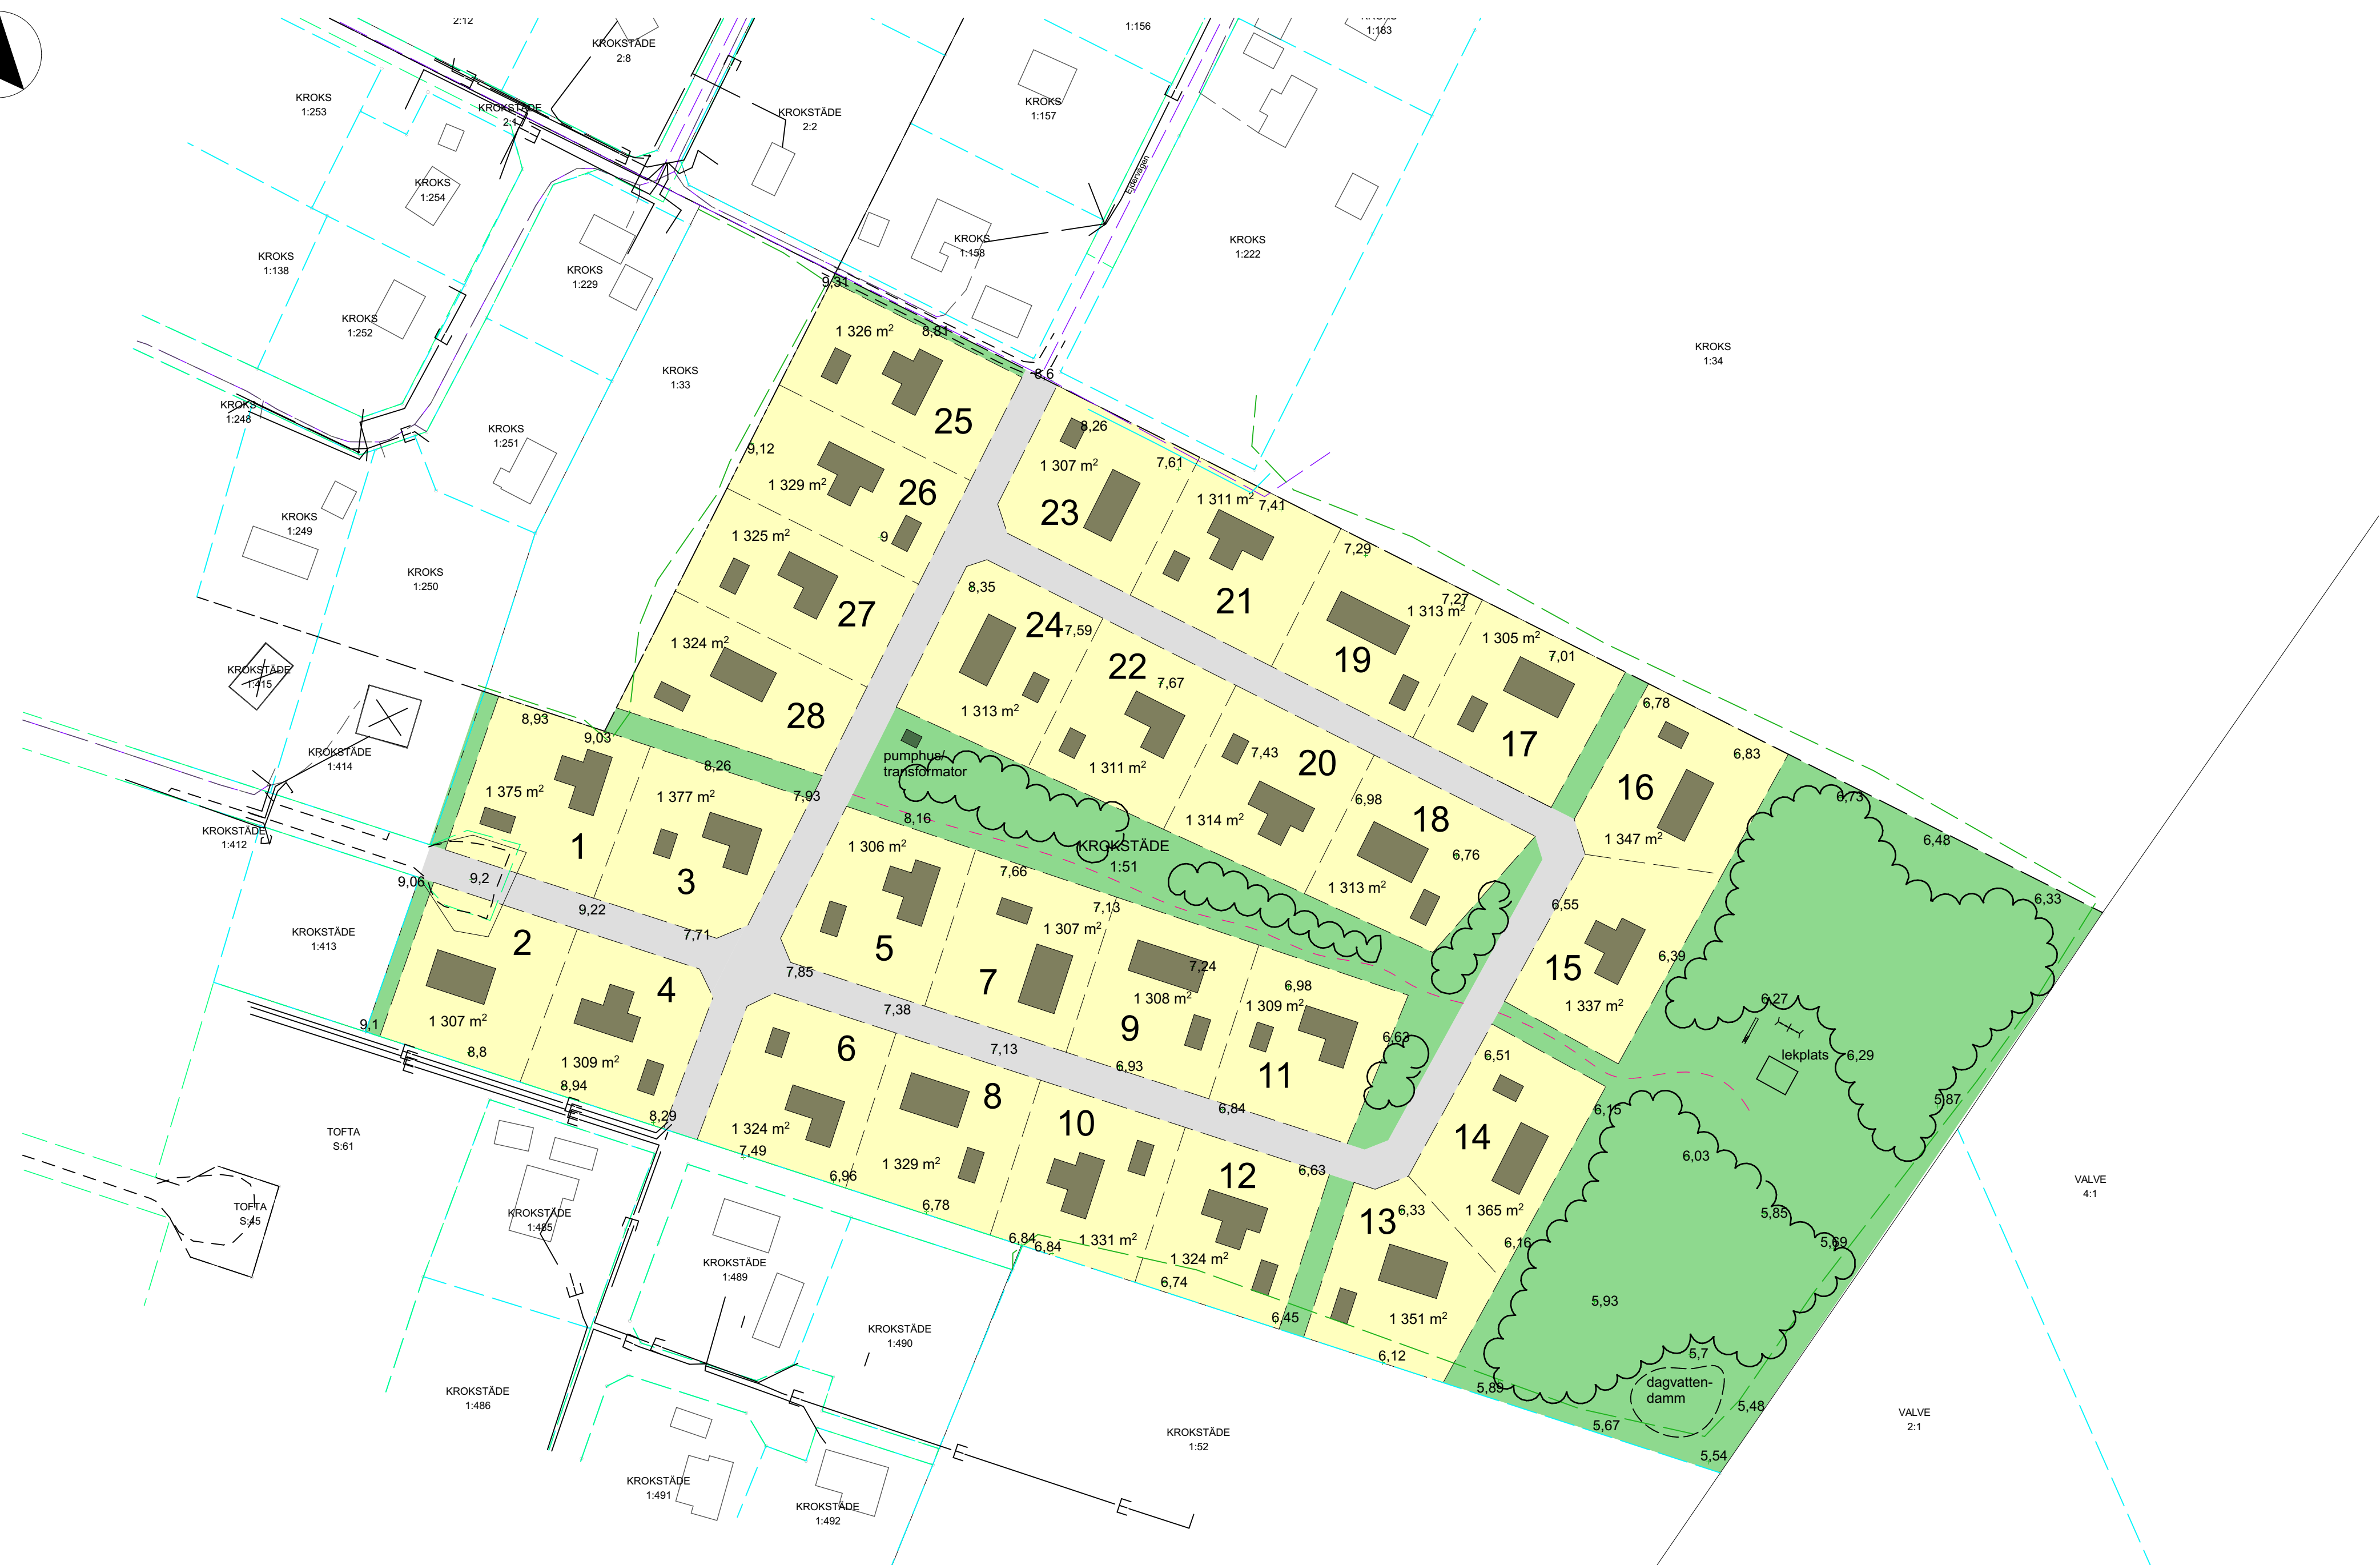 2:12
KROKSTÄDE
2:8
1:156
1:183
KROKS
1:253
KROKSTÄDE
2:1
KROKSTÄDE
2:2
KROKS
1:157
KROKS
1:254
Ejdervägen
KROKS
1:138
KROKS
1:229
KROKS
1:158
KROKS
1:222
KROKS
1:252
KROKS
1:33
KROKS
1:34
KROKS
1:248
KROKS
1:251
KROKS
1:249
KROKS
1:250
9,31
1 326 m²
8,81
25
8,6
9,12
1 329 m²
26
9
8,26
1 307 m²
23
7,61
1 311 m²
7,41
21
7,29
7,27
1 313 m²
19
1 305 m²
7,01
17
1 325 m²
27
1 324 m²
28
8,35
24
7,59
1 313 m²
22
7,67
1 311 m²
7,43
20
1 314 m²
6,98
18
6,76
1 313 m²
6,78
6,83
16
1 347 m²
KROKSTÄDE
1:415
KROKSTÄDE
1:414
KROKSTÄDE
1:412
KROKSTÄDE
1:413
8,93
9,03
8,26
7,93
1 375 m²
1
1 377 m²
3
pumphus/
transformator
8,16
KROKSTÄDE
1:51
9,06
9,2
9,22
7,71
7,85
1 306 m²
5
7,66
1 307 m²
7
7,13
7,24
1 308 m²
9
6,98
1 309 m²
11
6,63
6,55
15
6,39
1 337 m²
6,73
6,48
6,33
6,27
lekplats
6,29
5,87
2
1 307 m²
9,1
8,8
4
1 309 m²
8,94
8,29
7,38
7,13
6,93
6,84
6,63
6
1 324 m²
7,49
6,96
8
1 329 m²
6,78
10
1 331 m²
6,84
6,84
12
1 324 m²
6,74
6,45
13
6,33
1 351 m²
6,12
6,51
14
1 365 m²
6,15
6,16
6,03
5,85
5,69
5,93
5,7
dagvatten-
damm
5,89
5,67
5,48
5,54
TOFTA
S:61
TOFTA
S:45
KROKSTÄDE
1:485
KROKSTÄDE
1:489
KROKSTÄDE
1:490
KROKSTÄDE
1:486
KROKSTÄDE
1:491
KROKSTÄDE
1:492
KROKSTÄDE
1:52
VALVE
4:1
VALVE
2:1